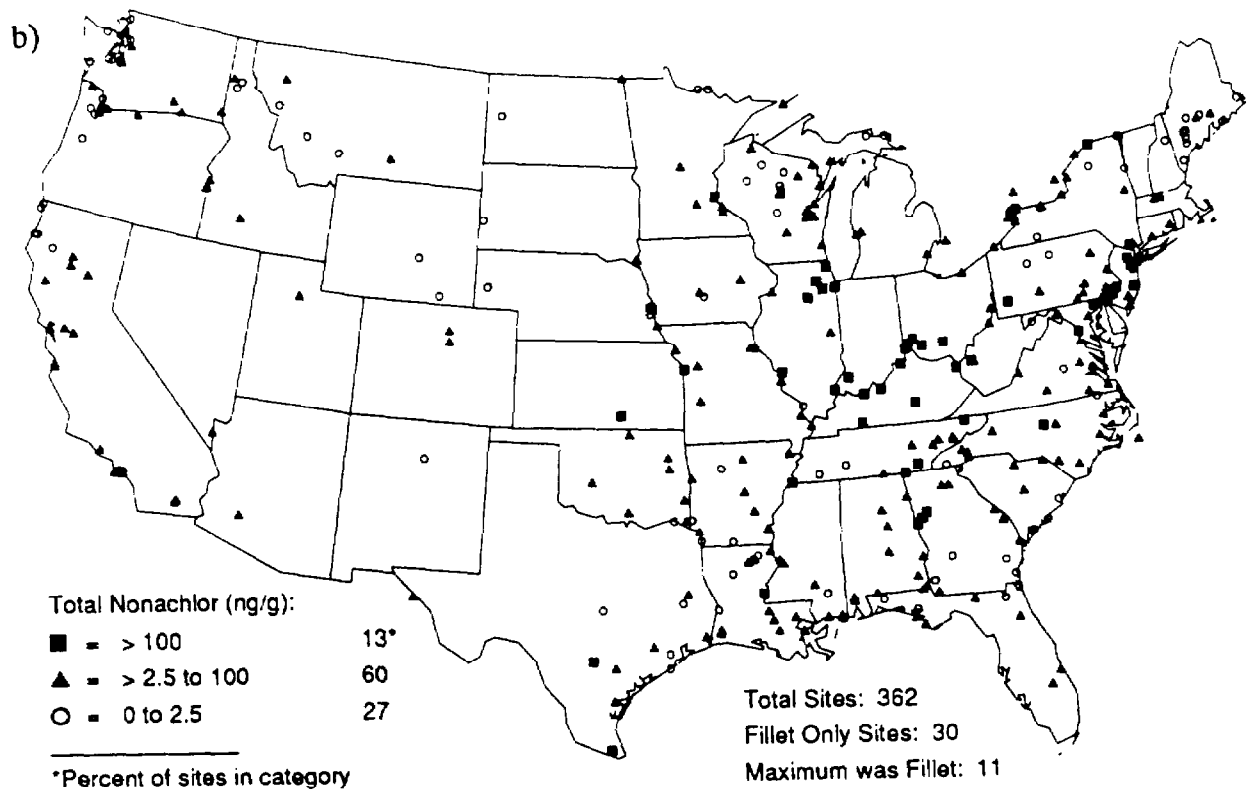 b)
Total Nonachlor (ng/g):
■ = > 100 13*
▲ = > 2.5 to 100 60
○ = 0 to 2.5 27
*Percent of sites in category
Total Sites: 362
Fillet Only Sites: 30
Maximum was Fillet: 11